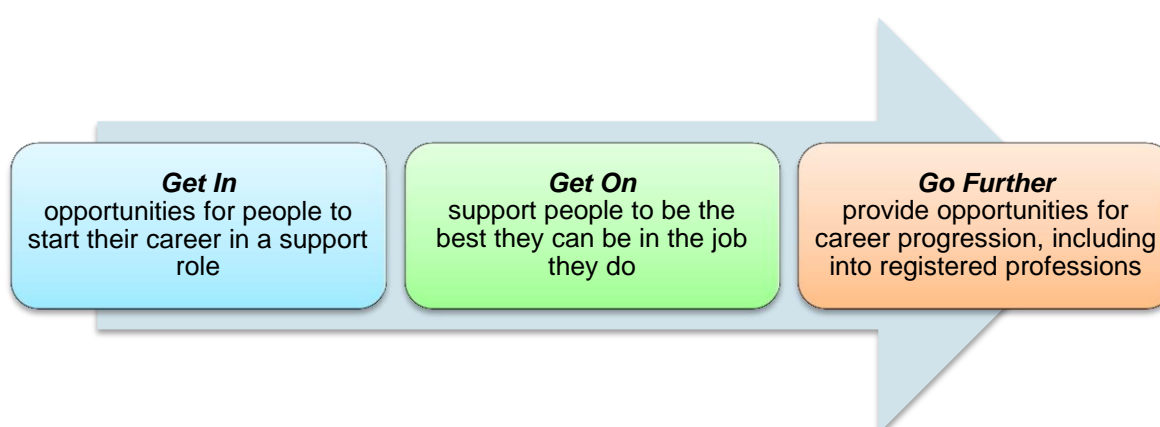 Get In
opportunities for people to
start their career in a support
role
Get On
support people to be the
best they can be in the job
they do
Go Further
provide opportunities for
career progression, including
into registered professions